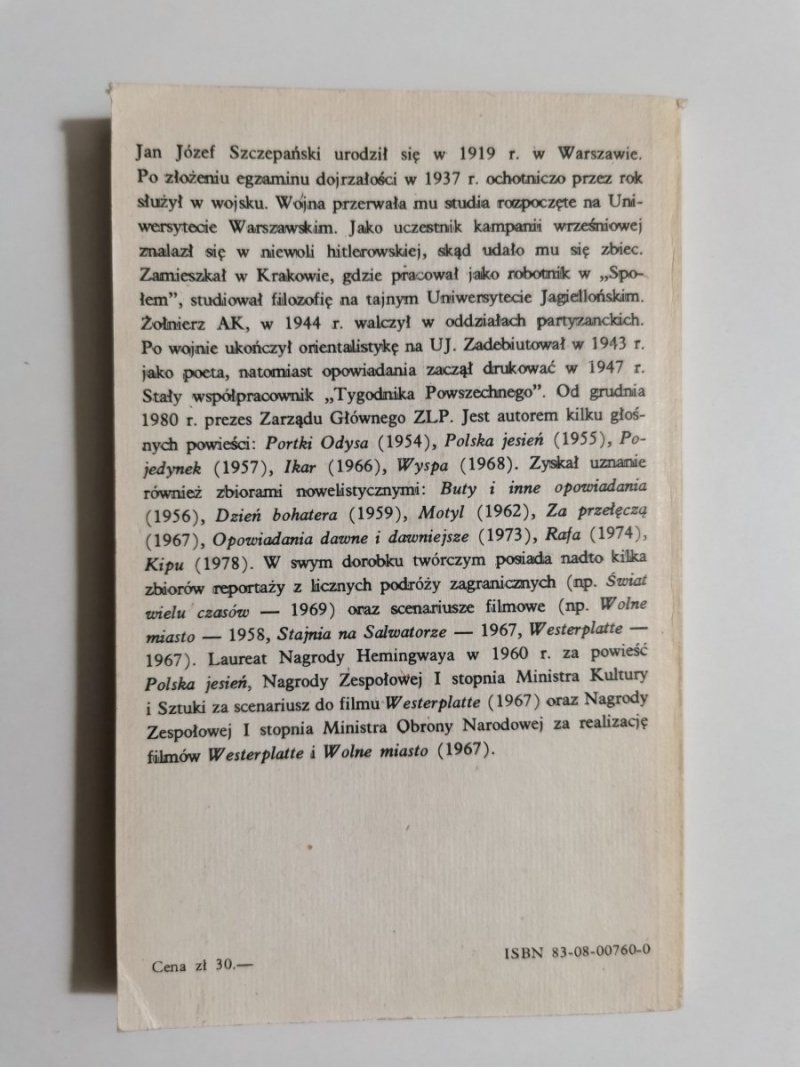 Jan Józef Szczepański urodził się w 1919 r. w Warszawie.
Po złożeniu egzaminu dojrzałości w 1937 r. ochotniczo przez rok
służył w wojsku. Wojna przerwała mu studia rozpoczęte na Uni-
wersytecie Warszawskim. Jako uczestnik kampanii wrześniowej
znalazł się w niewoli hitlerowskiej, skąd udało mu się zbiec.
Zamieszkał w Krakowie, gdzie pracował jako robotnik w „Spo-
łem”, studiował filozofię na tajnym Uniwersytecie Jagiellońskim.
Żołnierz AK, w 1944 r. walczył w oddziałach partyzanckich.
Po wojnie ukończył orientalistykę na UJ. Zadebiutował w 1943 r.
jako poeta, natomiast opowiadania zaczął drukować w 1947 r.
Stały współpracownik „Tygodnika Powszechnego”. Od grudnia
1980 r. prezes Zarządu Głównego ZLP. Jest autorem kilku głoś-
nych powieści: Portki Odysa (1954), Polska jesień (1955), Po-
jedynek (1957), Ikar (1966), Wyspa (1968). Zyskał uznanie
również zbiorami nowelistycznymi: Buty i inne opowiadania
(1956), Dzień bohatera (1959), Motyl (1962), Za przełęczą
(1967), Opowiadania dawne i dawniejsze (1973), Rafa (1974),
Kipu (1978). W swym dorobku twórczym posiada nadto kilka
zbiorów reportaży z licznych podróży zagranicznych (np. Świat
wielu czasów — 1969) oraz scenariusze filmowe (np. Wolne
miasto — 1958, Stajnia na Salwatorze — 1967, Westerplatte —
1967). Laureat Nagrody Hemingwaya w 1960 r. za powieść
Polska jesień, Nagrody Zespołowej I stopnia Ministra Kultury
i Sztuki za scenariusz do filmu Westerplatte (1967) oraz Nagrody
Zespołowej I stopnia Ministra Obrony Narodowej za realizację
filmów Westerplatte i Wolne miasto (1967).
Cena zł 30.—
ISBN 83-08-00760-0